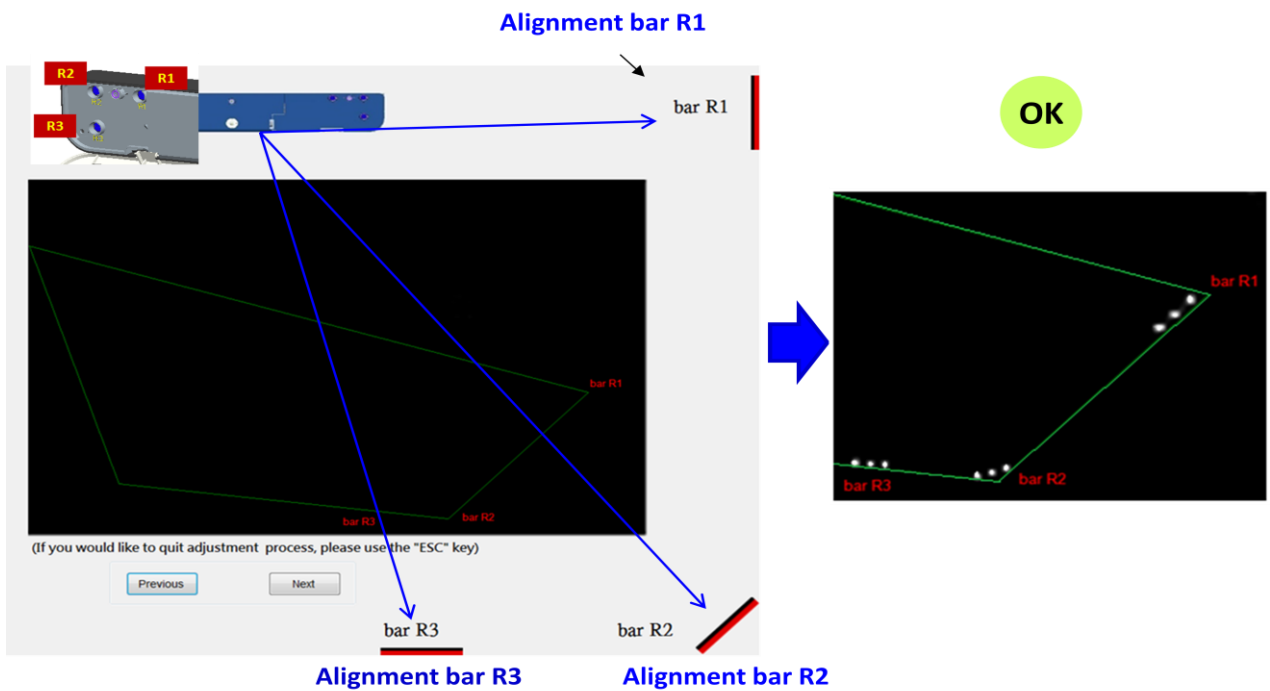 Alignment bar R1
R2
R1
R3
bar R1
OK
bar R1
bar R3
bar R2
bar R1
bar R3
bar R2
(If you would like to quit adjustment process, please use the "ESC" key)
Previous
Next
bar R3
bar R2
Alignment bar R3
Alignment bar R2